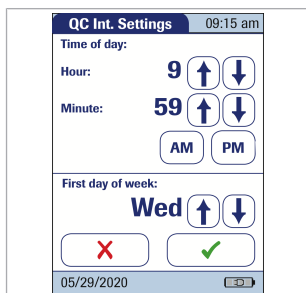 QC Int. Settings 09:15 am
Time of day:
Hour: 9
Minute: 59
AM PM
First day of week:
Wed
05/29/2020